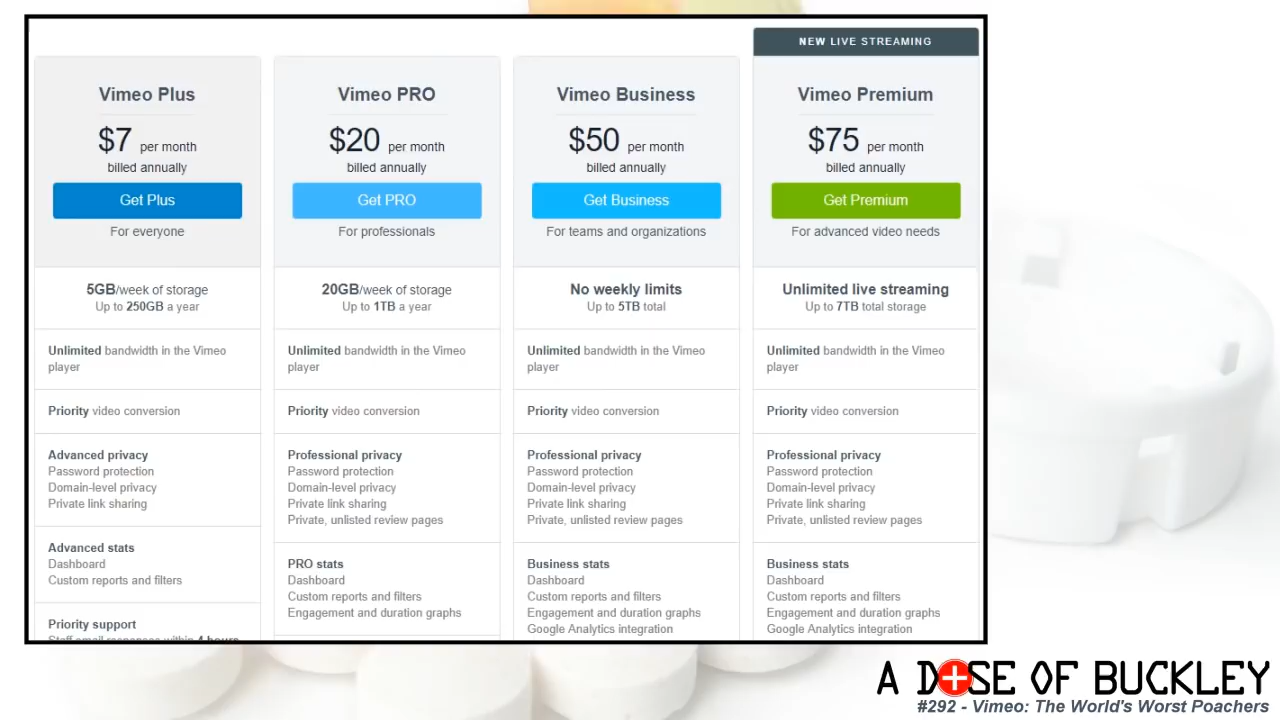 NEW LIVE STREAMING
Vimeo Plus
$7 per month
billed annually
Get Plus
For everyone
5GB/week of storage
Up to 250GB a year
Unlimited bandwidth in the Vimeo
player
Priority video conversion
Advanced privacy
Password protection
Domain-level privacy
Private link sharing
Advanced stats
Dashboard
Custom reports and filters
Priority support
Staff email responses within 4 hours
Vimeo PRO
$20 per month
billed annually
Get PRO
For professionals
20GB/week of storage
Up to 1TB a year
Unlimited bandwidth in the Vimeo
player
Priority video conversion
Professional privacy
Password protection
Domain-level privacy
Private link sharing
Private, unlisted review pages
PRO stats
Dashboard
Custom reports and filters
Engagement and duration graphs
Vimeo Business
$50 per month
billed annually
Get Business
For teams and organizations
No weekly limits
Up to 5TB total
Unlimited bandwidth in the Vimeo
player
Priority video conversion
Professional privacy
Password protection
Domain-level privacy
Private link sharing
Private, unlisted review pages
Business stats
Dashboard
Custom reports and filters
Engagement and duration graphs
Google Analytics integration
Vimeo Premium
$75 per month
billed annually
Get Premium
For advanced video needs
Unlimited live streaming
Up to 7TB total storage
Unlimited bandwidth in the Vimeo
player
Priority video conversion
Professional privacy
Password protection
Domain-level privacy
Private link sharing
Private, unlisted review pages
Business stats
Dashboard
Custom reports and filters
Engagement and duration graphs
Google Analytics integration
A DOSE OF BUCKLEY
#292 - Vimeo: The World's Worst Poachers